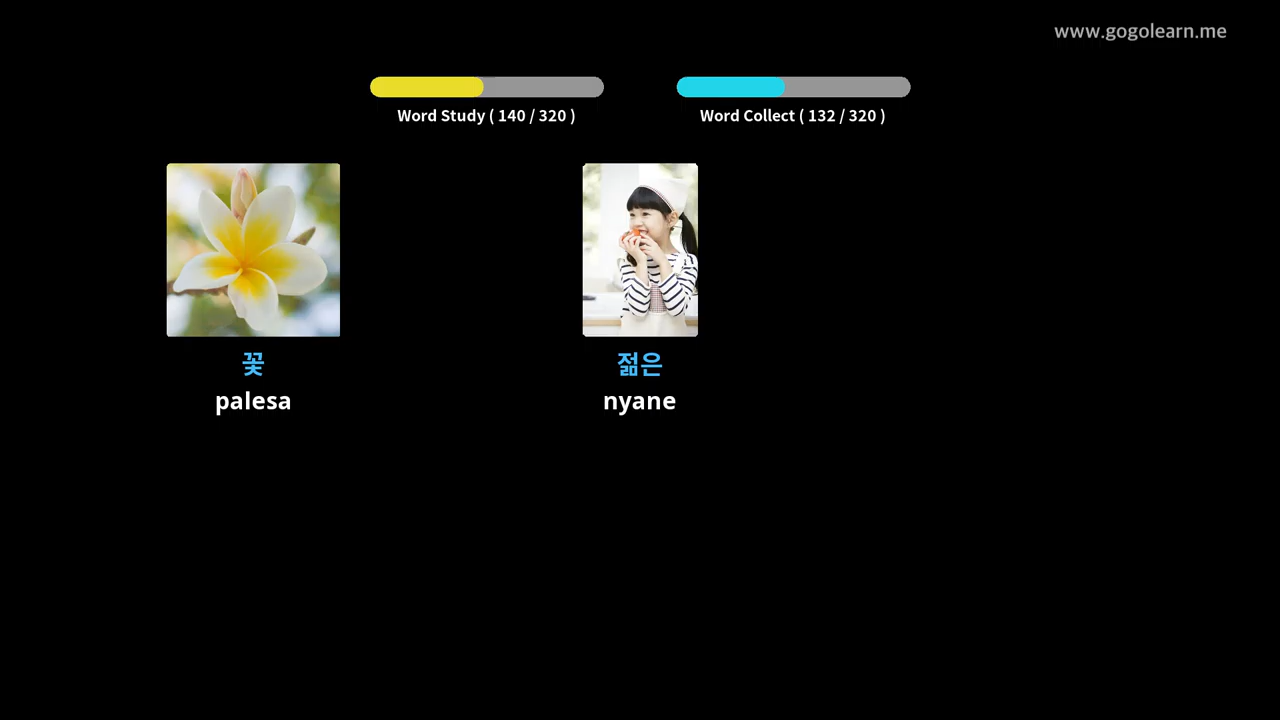 www.gogolearn.me
Word Study ( 140 / 320 )
Word Collect ( 132 / 320 )
꽃
palesa
젊은
nyane